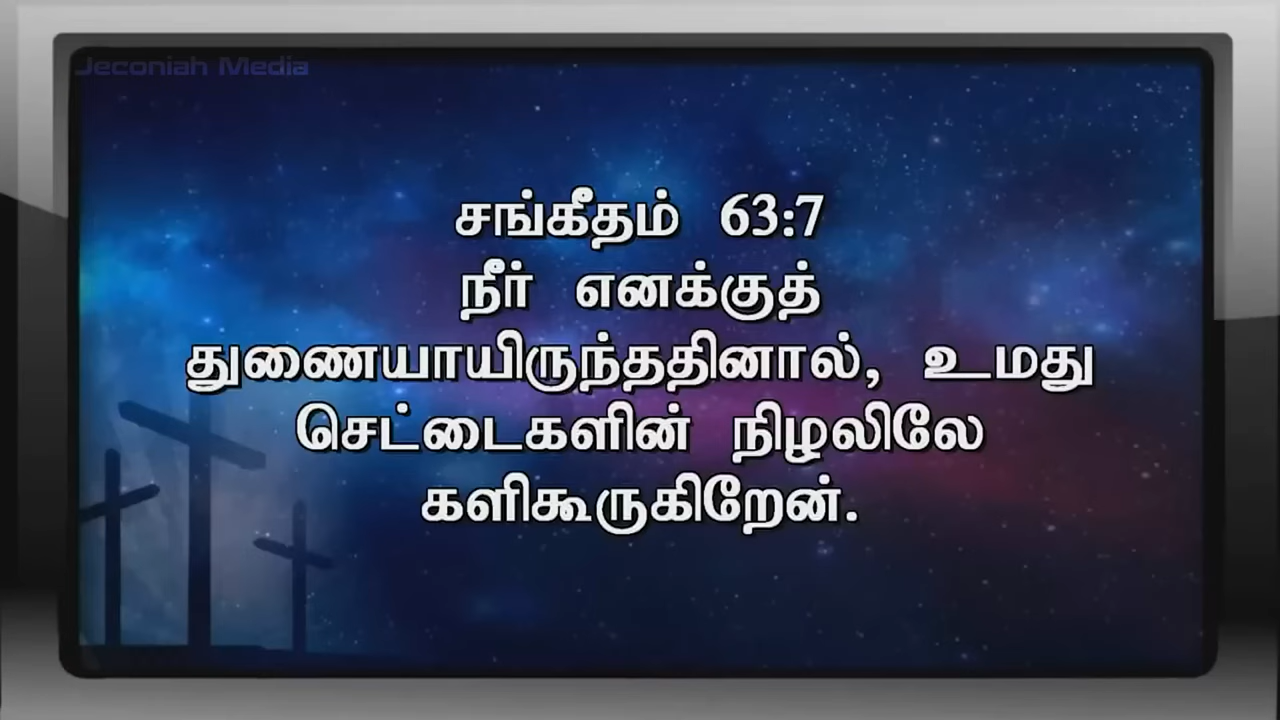 Jeconiah Media
சங்கீதம் 63:7
நீர் எனக்குத்
துணையாயிருந்ததினால், உமது
செட்டைகளின் நிழலிலே
களிகூருகிறேன்.